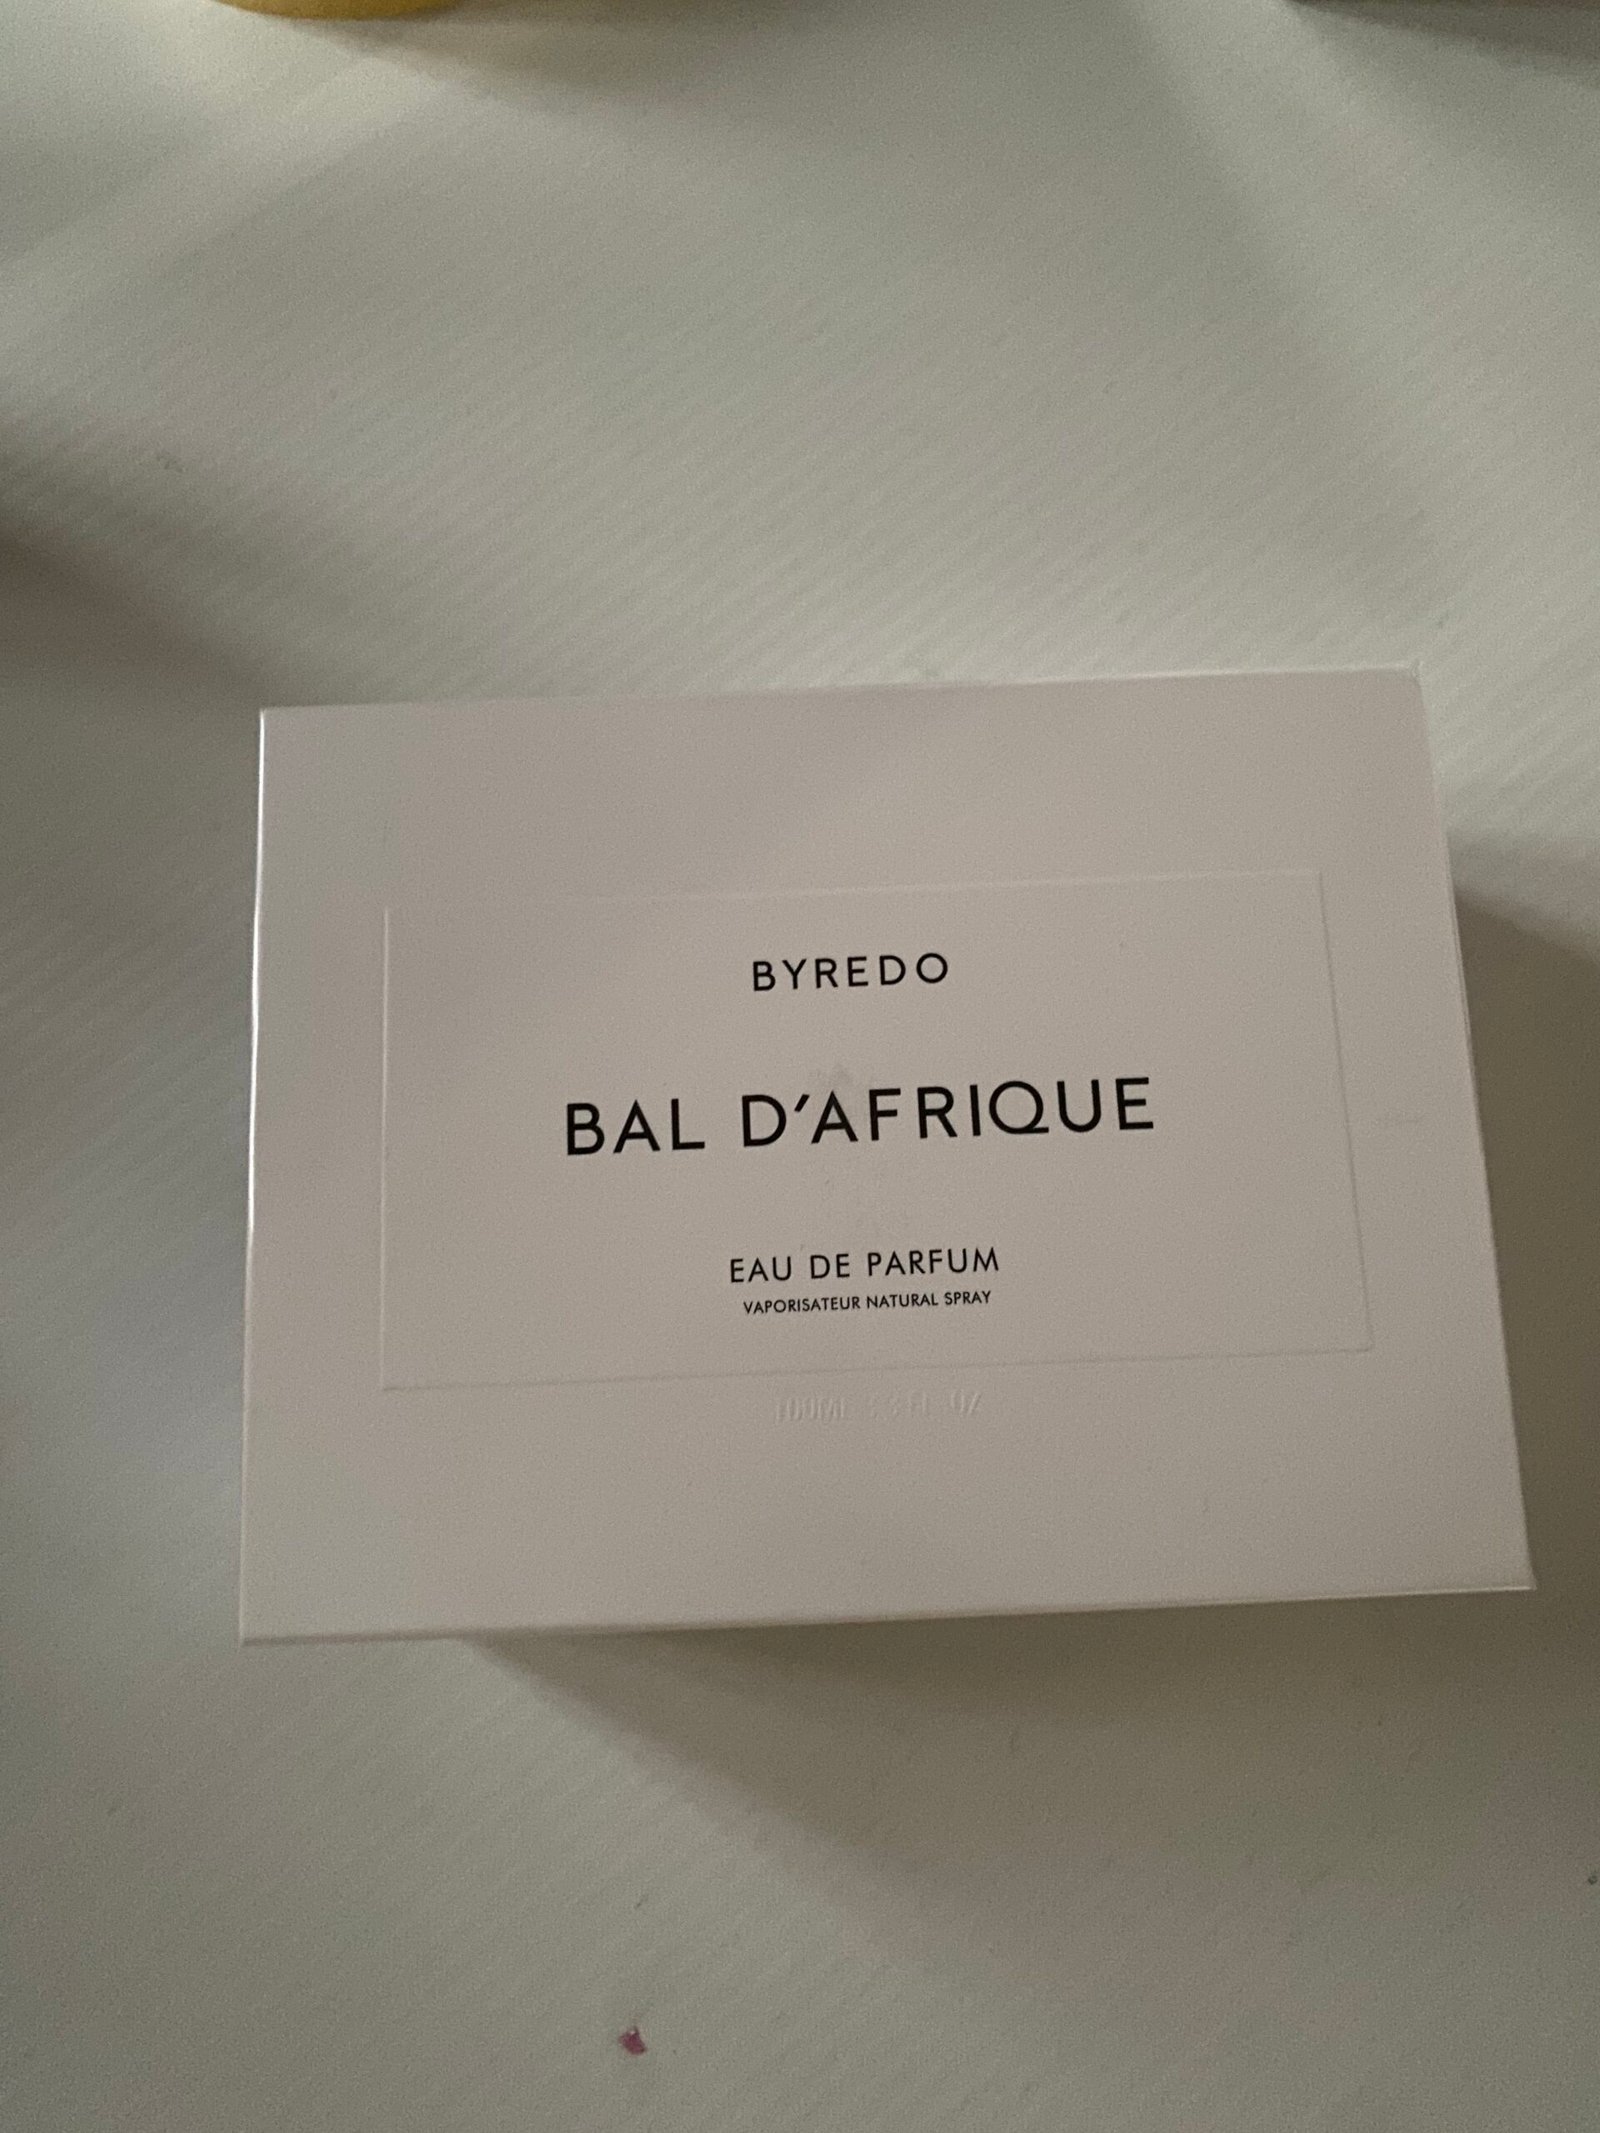 BYREDO
BAL D'AFRIQUE
EAU DE PARFUM
VAPORISATEUR NATURAL SPRAY